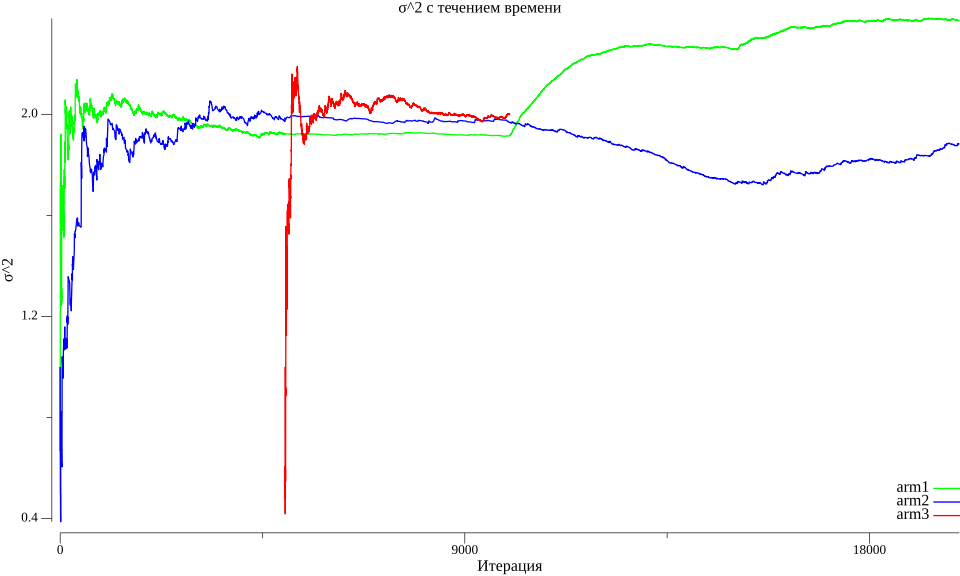 σ^2 с течением времени
2.0
1.2
0.4
σ^2
0
9000
18000
Итерация
arm1
arm2
arm3